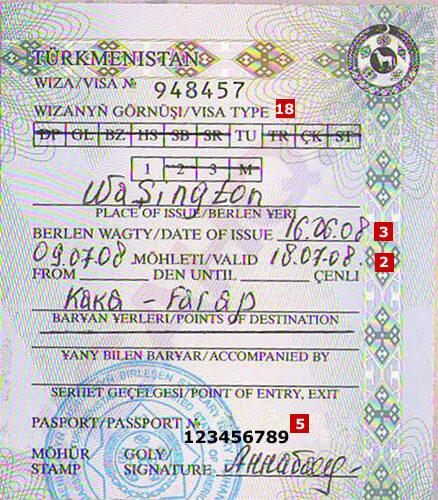 TÜRKMENISTAN
WIZA/VISA № 948457
WIZANYŇ GÖRNÜŞI/VISA TYPE 18
DP GL BZ HS SB SR TU TR ÇK ST
1 2 3 M
Waşington
PLACE OF ISSUE/BERLEN ÝERI
BERLEN WAGTY/DATE OF ISSUE 16.06.08 3
09.07.08 MÖHLETI/VALID 18.07.08. 2
FROM DEN UNTIL ÇENLI
Kaka - Farap
BARÝAN ÝERLERI/POINTS OF DESTINATION
ÝANY BILEN BARÝAR/ACCOMPANIED BY
SERHET GEÇELGESI/POINT OF ENTRY, EXIT
PASPORT/PASSPORT № 5
123456789
MÖHÜR GOLY
STAMP SIGNATURE